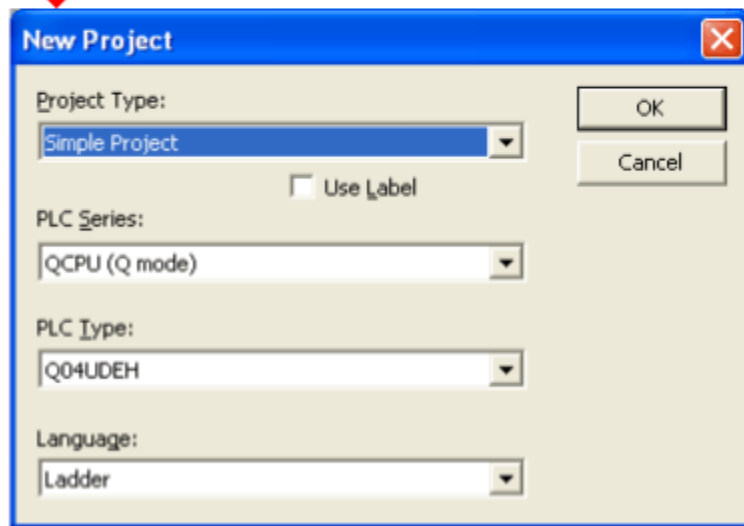 New Project
Project Type:
OK
Simple Project
Cancel
Use Label
PLC Series:
QCPU (Q mode)
PLC Type:
Q04UDEH
Language:
Ladder